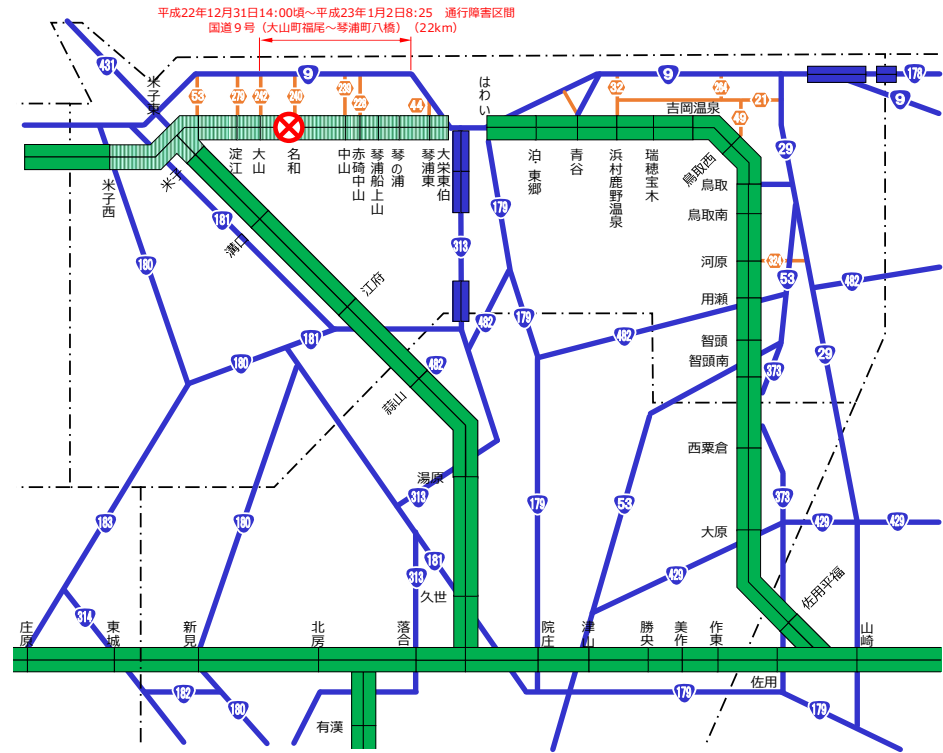 平成22年12月31日14:00頃～平成23年1月2日8:25　通行障害区間
国道９号（大山町福尾～琴浦町八橋）（22km）
431
米子東
53
276
242
9
240
289
228
44
はわい
32
9
264
21
吉岡温泉
49
178
9
米子西
米子
淀江
大山
名和
中山
赤碕中山
琴浦船上山
琴の浦
琴浦東
大栄東伯
泊・東郷
青谷
浜村鹿野温泉
瑞穂宝木
鳥取西
29
鳥取
鳥取南
179
181
溝口
180
313
河原
324
53
482
江府
用瀬
482
179
482
智頭
181
180
482
29
智頭南
373
蒜山
西粟倉
湯原
313
179
53
373
183
180
大原
429
429
181
313
429
久世
佐用平福
314
庄原
東城
新見
北房
落合
院庄
津山
勝央
美作
作東
山崎
佐用
182
180
179
179
有漢